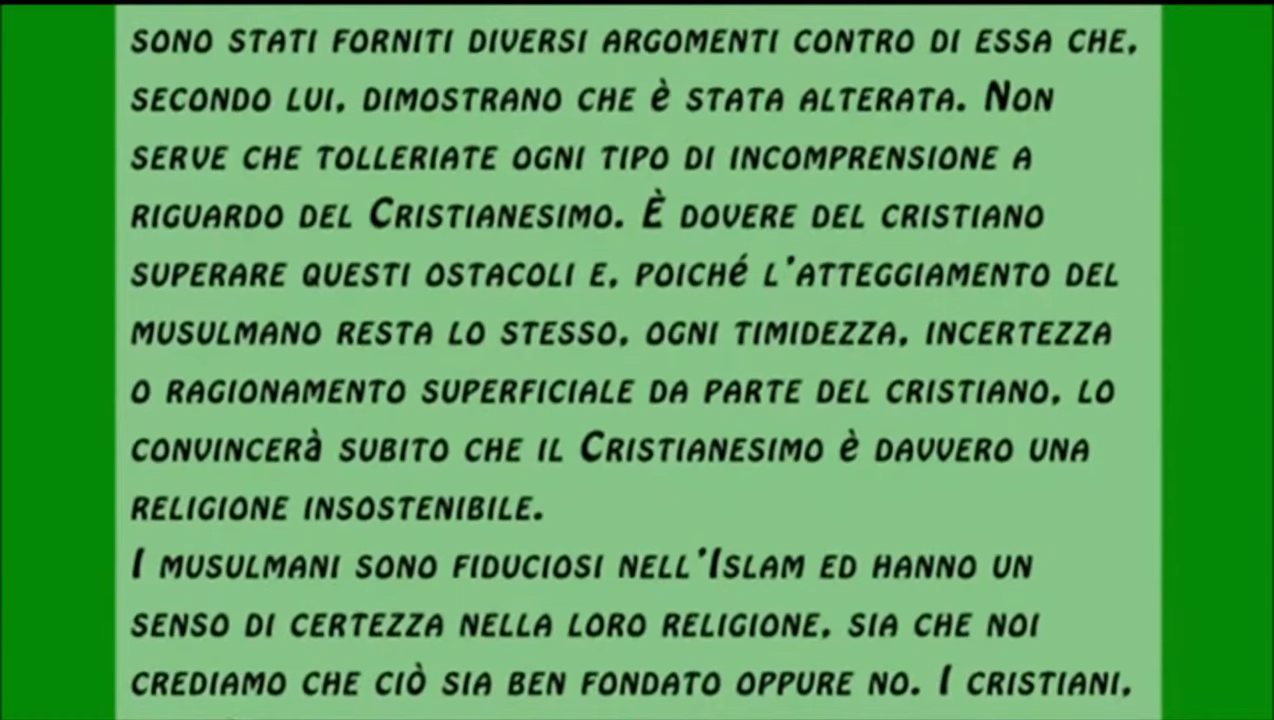 SONO STATI FORNITI DIVERSI ARGOMENTI CONTRO DI ESSA CHE,
SECONDO LUI, DIMOSTRANO CHE è STATA ALTERATA. NON
SERVE CHE TOLLERIATE OGNI TIPO DI INCOMPRENSIONE A
RIGUARDO DEL CRISTIANESIMO. È DOVERE DEL CRISTIANO
SUPERARE QUESTI OSTACOLI E, POICHé L'ATTEGGIAMENTO DEL
MUSULMANO RESTA LO STESSO, OGNI TIMIDEZZA, INCERTEZZA
O RAGIONAMENTO SUPERFICIALE DA PARTE DEL CRISTIANO, LO
CONVINCERà SUBITO CHE IL CRISTIANESIMO è DAVVERO UNA
RELIGIONE INSOSTENIBILE.
I MUSULMANI SONO FIDUCIOSI NELL'ISLAM ED HANNO UN
SENSO DI CERTEZZA NELLA LORO RELIGIONE, SIA CHE NOI
CREDIAMO CHE CIò SIA BEN FONDATO OPPURE NO. I CRISTIANI,